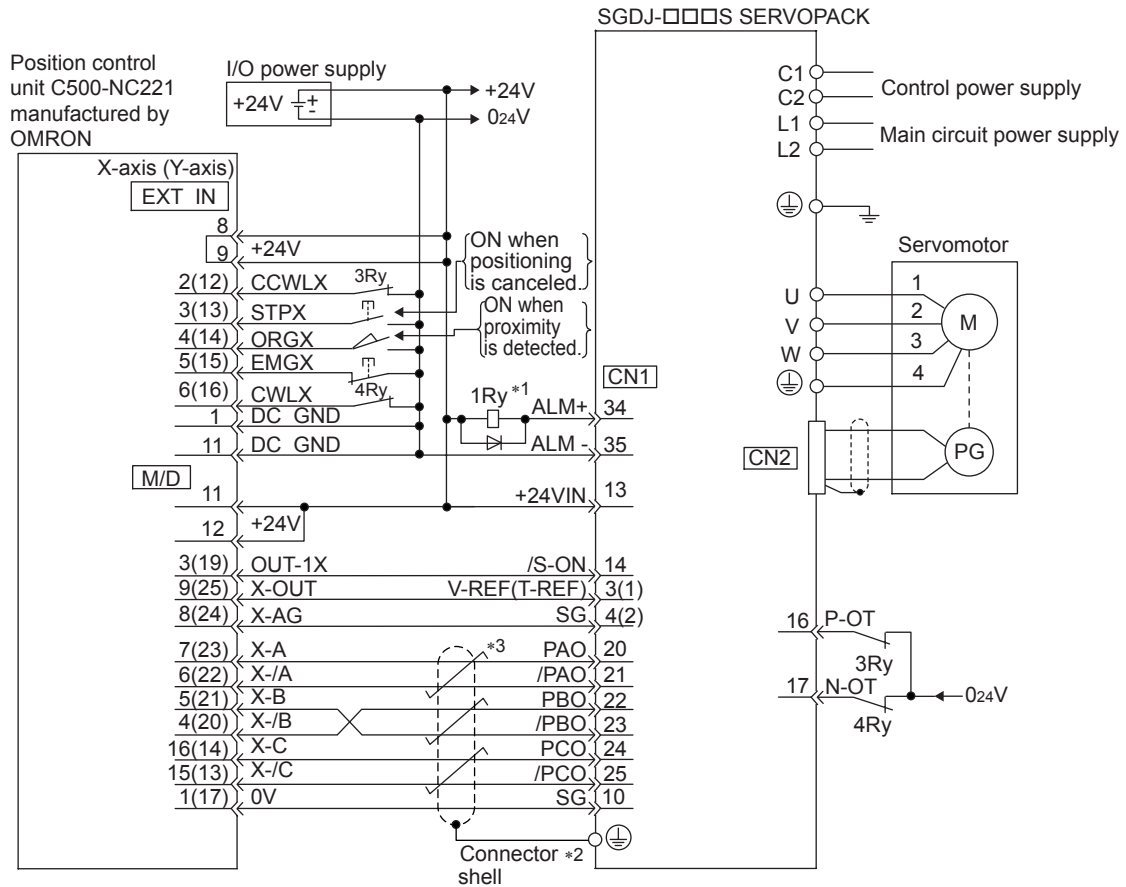 SGDJ-□□□S SERVOPACK
Position control
unit C500-NC221
manufactured by
OMRON
I/O power supply
+24V
+
-
+24V
024V
X-axis (Y-axis)
EXT IN
8
9
+24V
2(12)
CCWLX
3Ry
3(13)
STPX
4(14)
ORGX
5(15)
EMGX
6(16)
CWLX
4Ry
1
DC GND
11
DC GND
ON when
positioning
is canceled.
ON when
proximity
is detected.
1Ry *1
ALM+
34
ALM -
35
CN1
M/D
11
+24VIN
13
12
+24V
3(19)
OUT-1X
/S-ON
14
9(25)
X-OUT
V-REF(T-REF)
3(1)
8(24)
X-AG
SG
4(2)
7(23)
X-A
*3
PAO
20
6(22)
X-/A
/PAO
21
5(21)
X-B
PBO
22
4(20)
X-/B
/PBO
23
16(14)
X-C
PCO
24
15(13)
X-/C
/PCO
25
1(17)
0V
SG
10
Connector *2
shell
C1
C2
Control power supply
L1
L2
Main circuit power supply
Servomotor
U
1
V
2
W
3
4
M
CN2
PG
16
P-OT
3Ry
17
N-OT
4Ry
024V